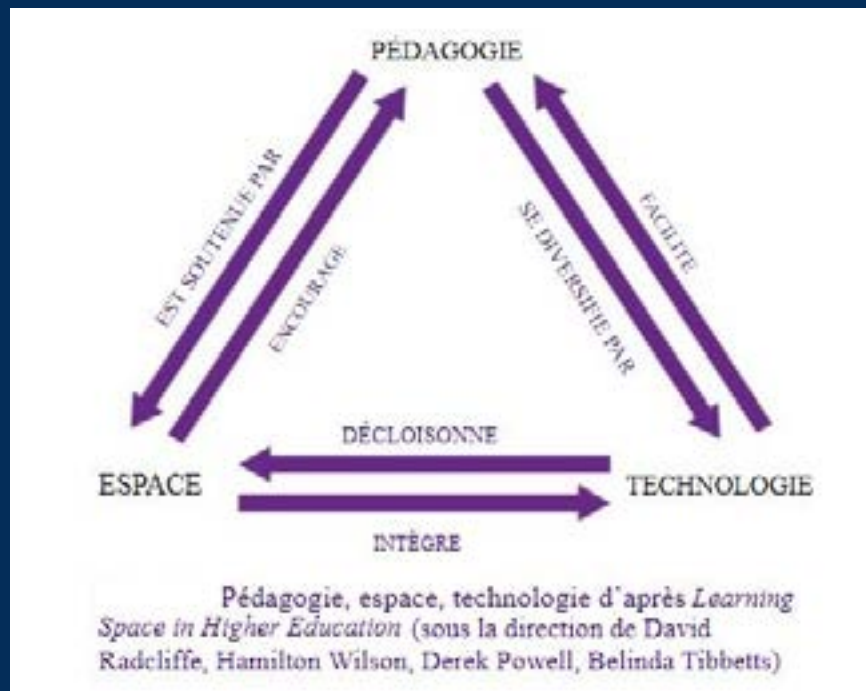 PÉDAGOGIE
EST SOUTENUE PAR
ENCOURAGE
SE DIVERSIFIE PAR
FACILITE
DÉCLOISONNE
ESPACE
TECHNOLOGIE
INTÈGRE
Pédagogie, espace, technologie d'après Learning
Space in Higher Education (sous la direction de David
Radcliffe, Hamilton Wilson, Derek Powell, Belinda Tibbetts)